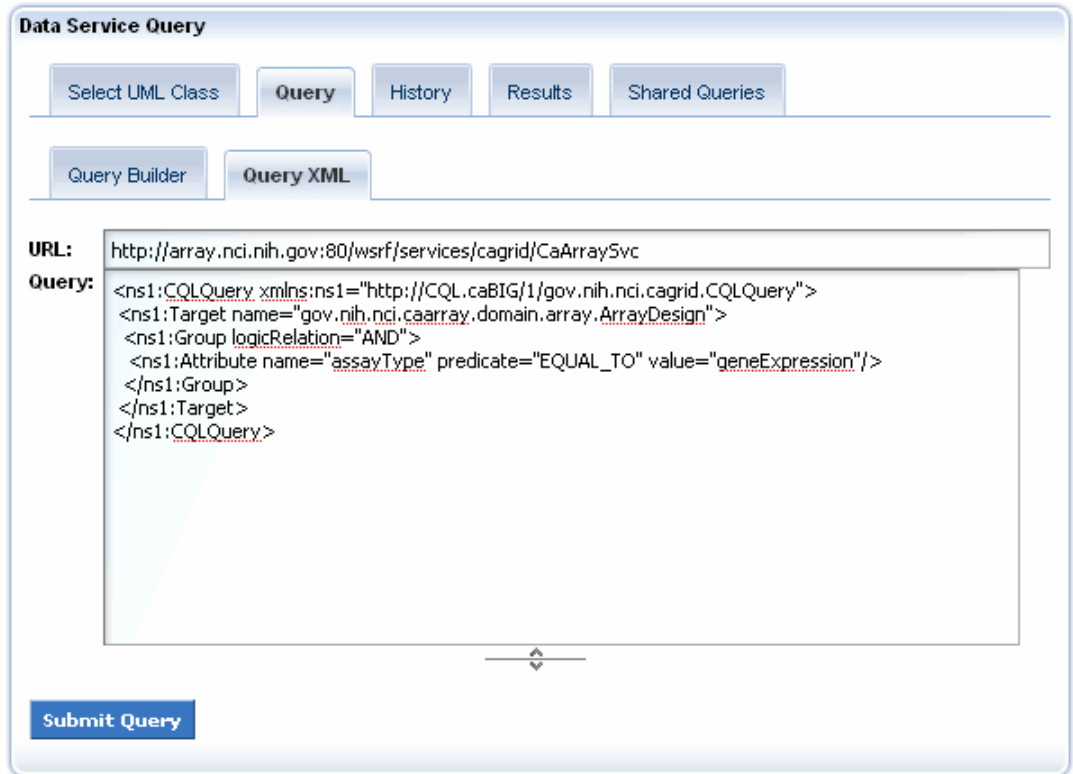 Data Service Query
Select UML Class Query History Results Shared Queries
Query Builder Query XML
URL: http://array.nci.nih.gov:80/wsrf/services/cagrid/CaArraySvc
Query: <ns1:CQLQuery xmlns:ns1="http://CQL.caBIG/1/gov.nih.nci.cagrid.CQLQuery">
<ns1:Target name="gov.nih.nci.caarray.domain.array.ArrayDesign">
<ns1:Group logicRelation="AND">
<ns1:Attribute name="assayType" predicate="EQUAL_TO" value="geneExpression"/>
</ns1:Group>
</ns1:Target>
</ns1:CQLQuery>
Submit Query